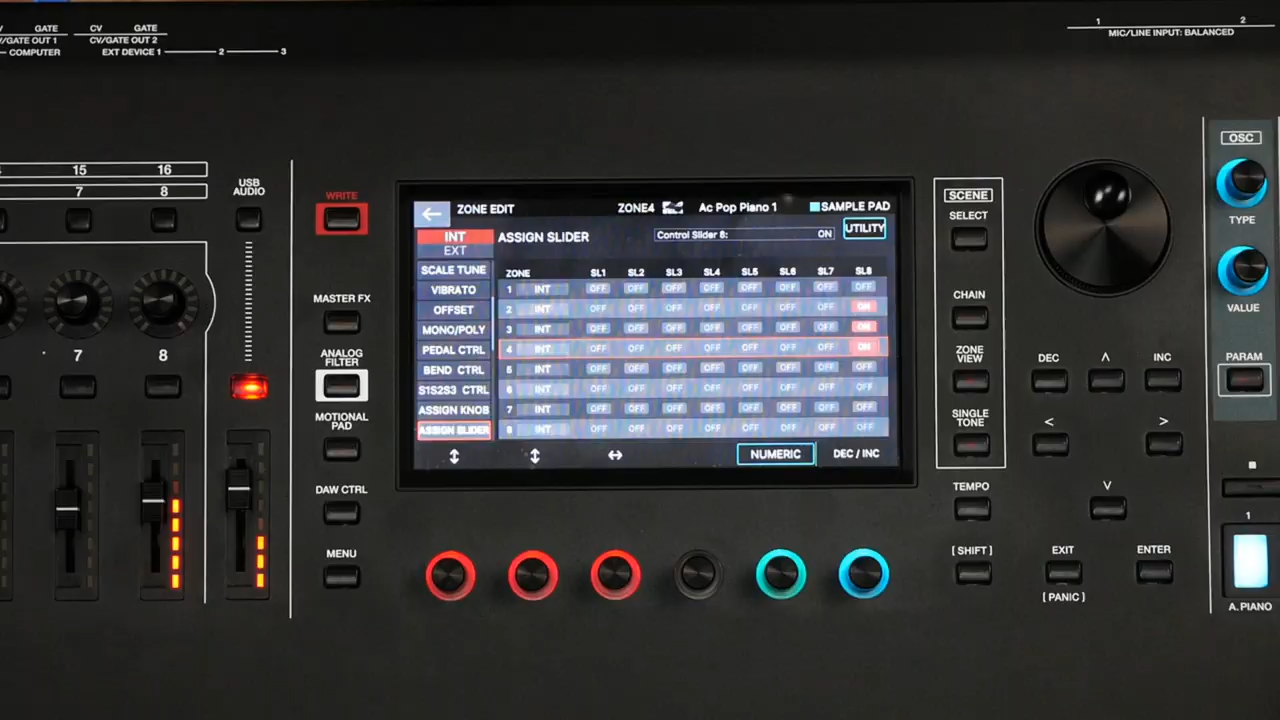 GATE CV GATE
/GATE OUT 1 CV/GATE OUT 2
COMPUTER EXT DEVICE 1 2 3
1 2
MIC/LINE INPUT: BALANCED
15 16
7 8
USB
AUDIO
7 8
WRITE
MASTER FX
ANALOG
FILTER
MOTIONAL
PAD
DAW CTRL
MENU
ZONE EDIT ZONE4 Ac Pop Piano 1 SAMPLE PAD
INT
EXT
ASSIGN SLIDER Control Slider 8: ON UTILITY
SCALE TUNE
VIBRATO
OFFSET
MONO/POLY
PEDAL CTRL
BEND CTRL
S1S2S3 CTRL
ASSIGN KNOB
ASSIGN SLIDER
ZONE SL1 SL2 SL3 SL4 SL5 SL6 SL7 SL8
1 INT OFF OFF OFF OFF OFF OFF OFF OFF
2 INT OFF OFF OFF OFF OFF OFF OFF ON
3 INT OFF OFF OFF OFF OFF OFF OFF ON
4 INT OFF OFF OFF OFF OFF OFF OFF ON
5 INT OFF OFF OFF OFF OFF OFF OFF OFF
6 INT OFF OFF OFF OFF OFF OFF OFF OFF
7 INT OFF OFF OFF OFF OFF OFF OFF OFF
8 INT OFF OFF OFF OFF OFF OFF OFF OFF
NUMERIC DEC / INC
SCENE
SELECT
CHAIN
ZONE
VIEW
SINGLE
TONE
TEMPO
[ SHIFT ]
DEC INC
EXIT
[ PANIC ]
ENTER
OSC
TYPE
VALUE
PARAM
1
A.PIANO